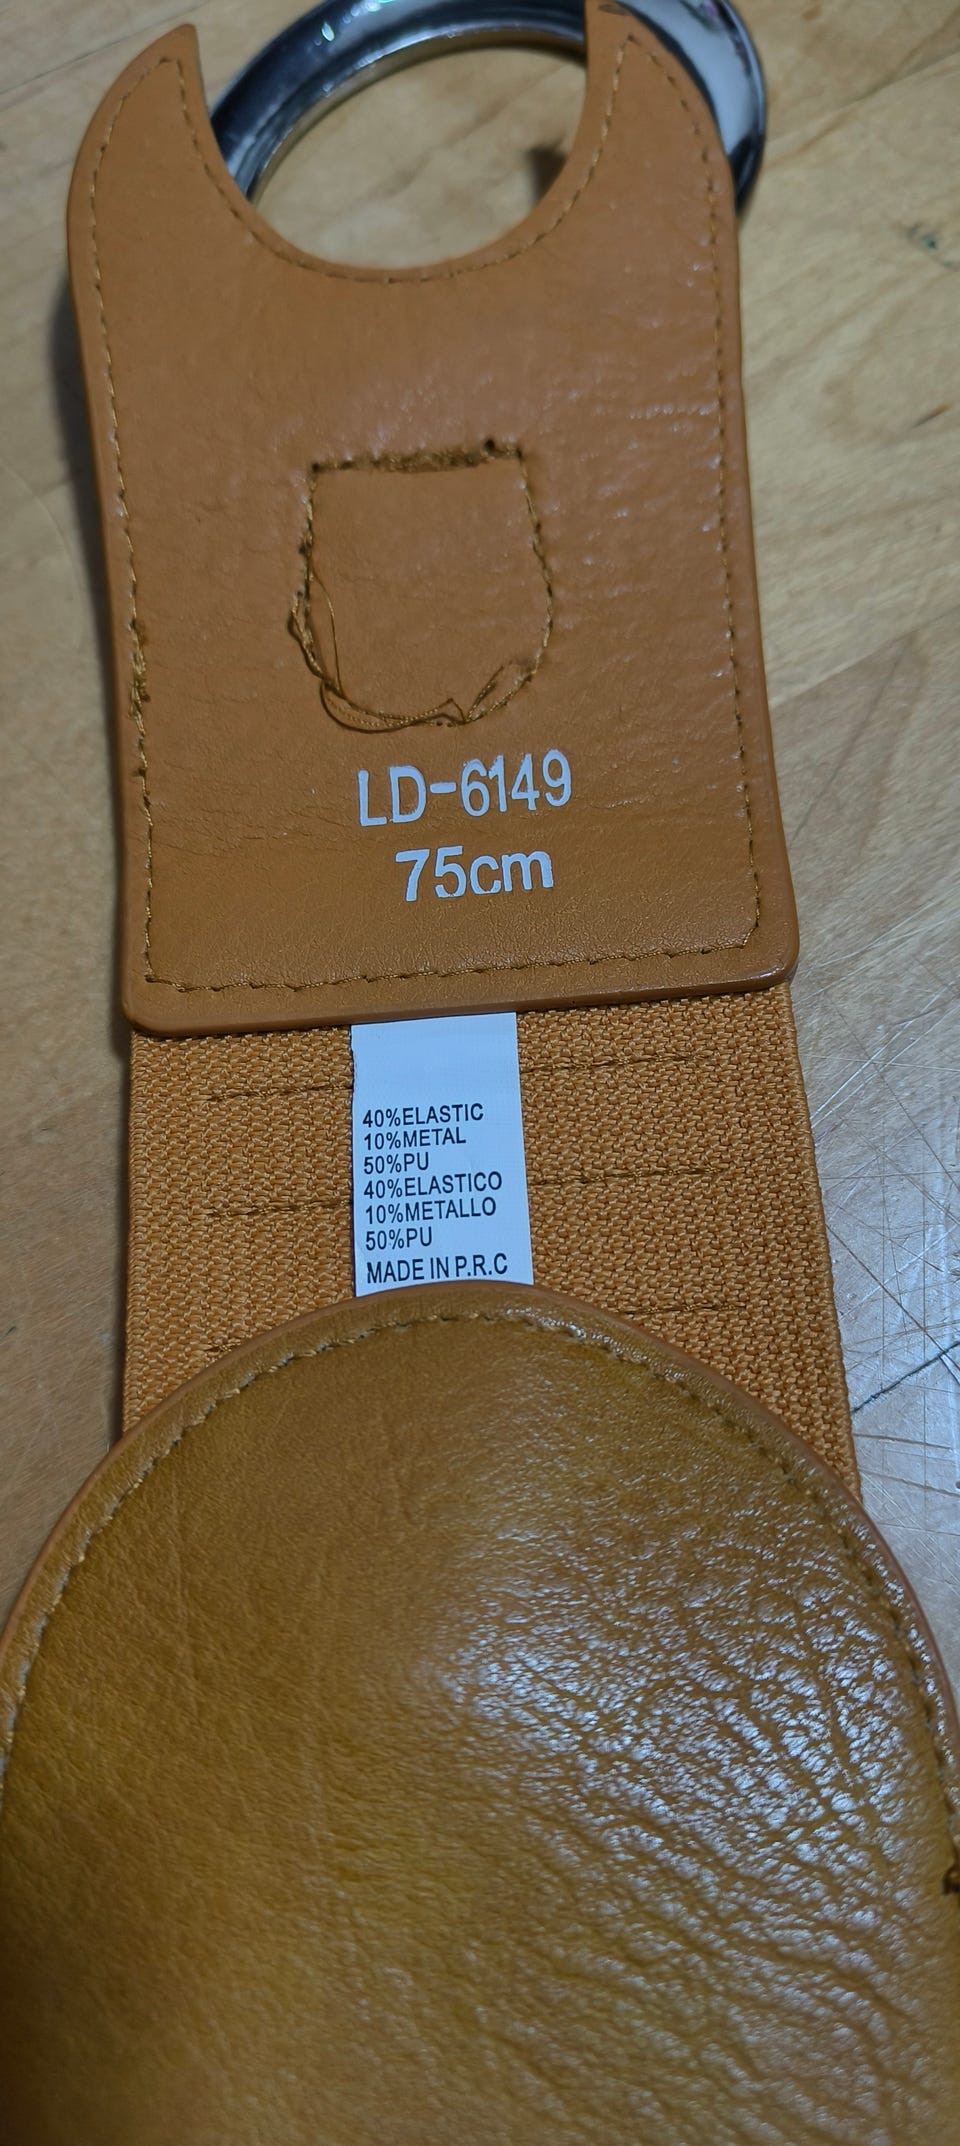 LD-6149
75cm
40%ELASTIC
10%METAL
50%PU
40%ELASTICO
10%METALLO
50%PU
MADE IN P.R.C